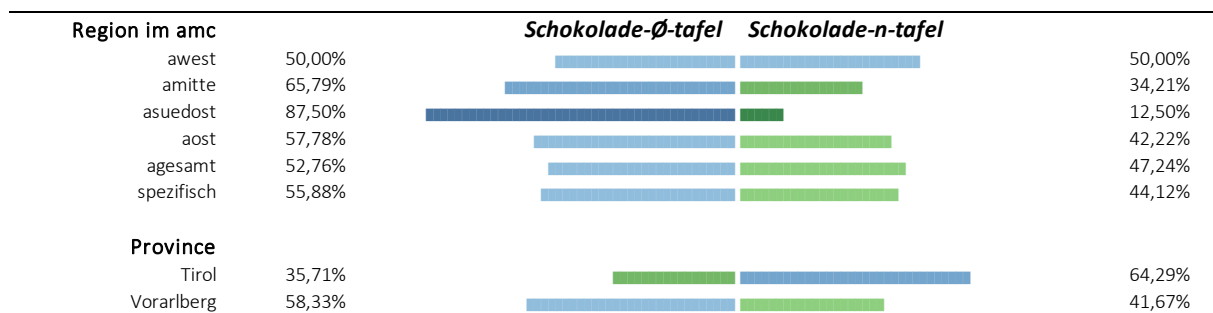 Region im amc Schokolade-Ø-tafel Schokolade-n-tafel
awest 50,00% 50,00%
amitte 65,79% 34,21%
asuedost 87,50% 12,50%
aost 57,78% 42,22%
agesamt 52,76% 47,24%
spezifisch 55,88% 44,12%
Province
Tirol 35,71% 64,29%
Vorarlberg 58,33% 41,67%